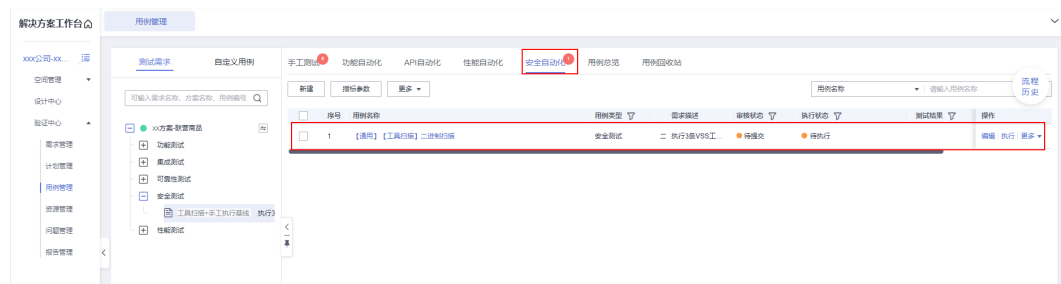 解决方案工作台
用例管理
xxx公司-xx...
空间管理
设计中心
验证中心
需求管理
计划管理
用例管理
资源管理
问题管理
报告管理
测试需求
自定义用例
可输入需求名称、方案名称、用例编号
xx方案-联营商品
功能测试
集成测试
可靠性测试
安全测试
工具扫描+手工执行基线 执行3
性能测试
手工测试
功能自动化
API自动化
性能自动化
安全自动化
用例总览
用例回收站
新建
指标参数
更多
用例名称
请输入用例名称
流程
历史
序号 用例名称 用例类型 需求描述 审核状态 执行状态 测试结果 操作
1 【通用】【工具扫描】二进制扫描 安全测试 二 执行3条VSS工... 待提交 待执行 编辑 执行 更多